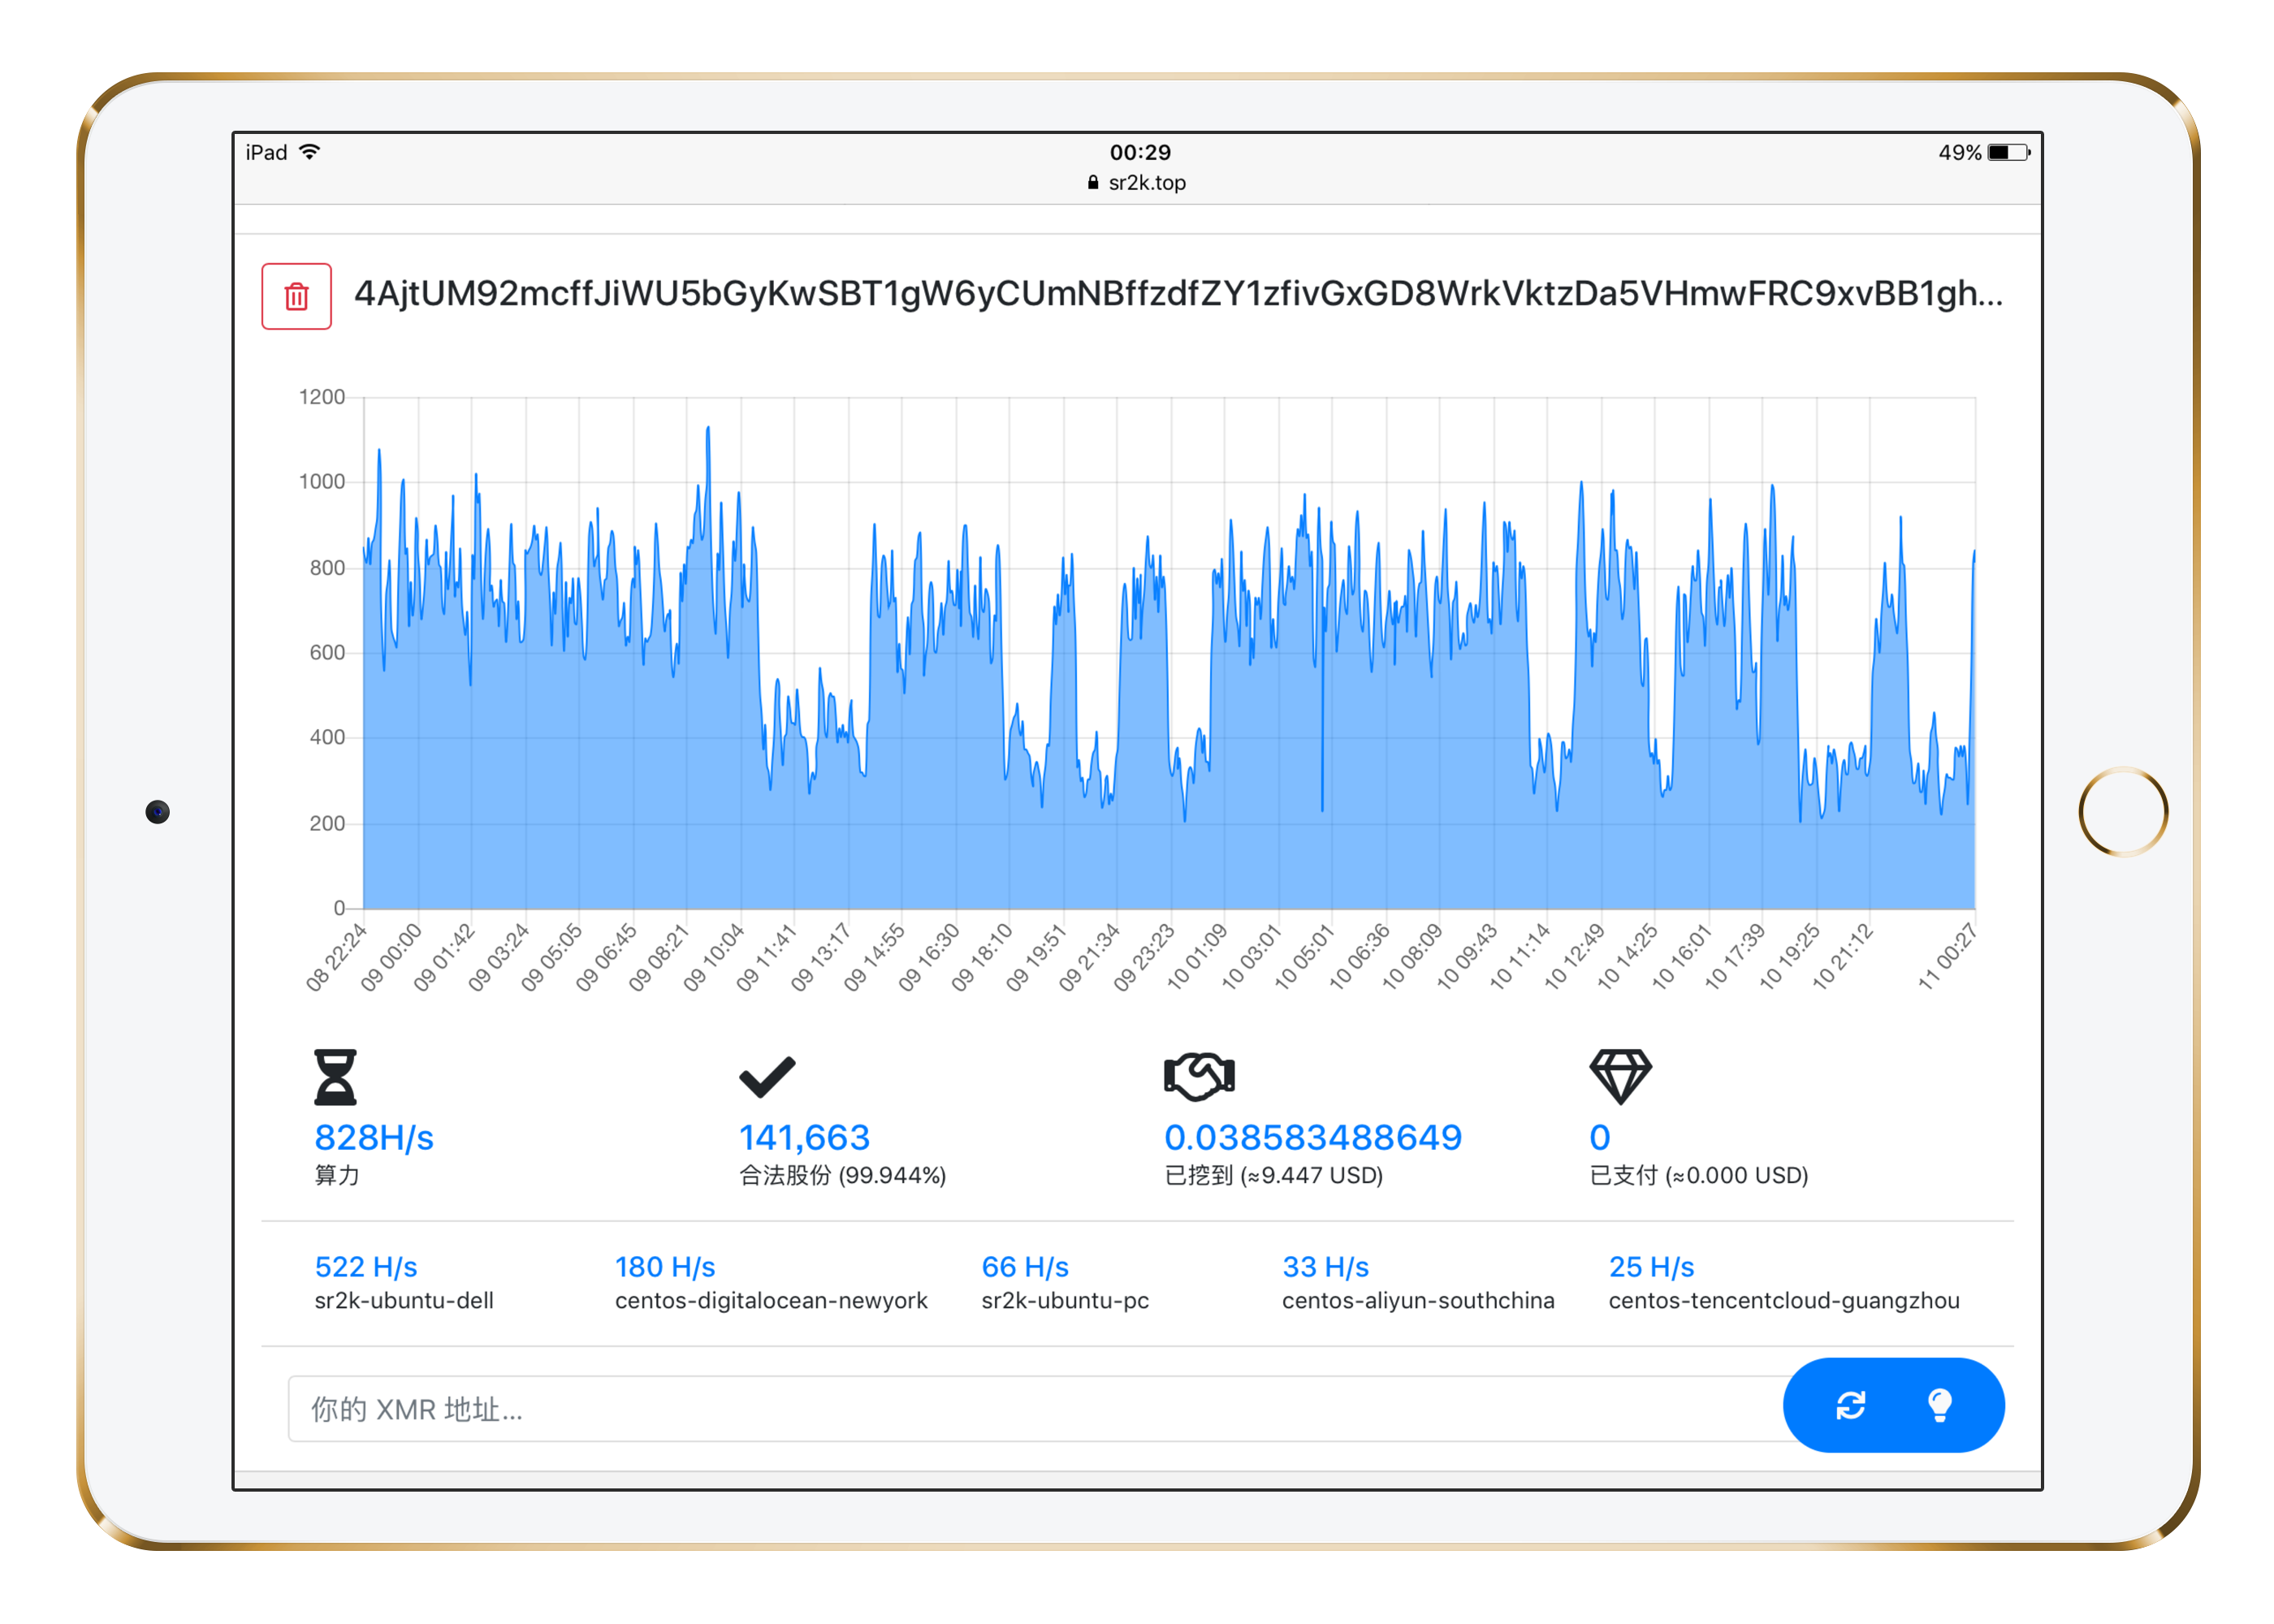 iPad 00:29 49%
sr2k.top
4AjtUM92mcffJiWU5bGyKwSBT1gW6yCUmNBffzdfZY1zfivGxGD8WrkVktzDa5VHmwFRC9xvBB1gh...
1200
1000
800
600
400
200
0
08 22:24 09 00:00 09 01:42 09 03:24 09 05:05 09 06:45 09 08:21 09 10:04 09 11:41 09 13:17 09 14:55 09 16:30 09 18:10 09 19:51 09 21:34 09 23:23 10 01:09 10 03:01 10 05:01 10 06:36 10 08:09 10 09:43 10 11:14 10 12:49 10 14:25 10 16:01 10 17:39 10 19:25 10 21:12 11 00:27
828H/s 141,663 0.038583488649 0
算力 合法股份 (99.944%) 已挖到 (≈9.447 USD) 已支付 (≈0.000 USD)
522 H/s 180 H/s 66 H/s 33 H/s 25 H/s
sr2k-ubuntu-dell centos-digitalocean-newyork sr2k-ubuntu-pc centos-aliyun-southchina centos-tencentcloud-guangzhou
你的 XMR 地址...